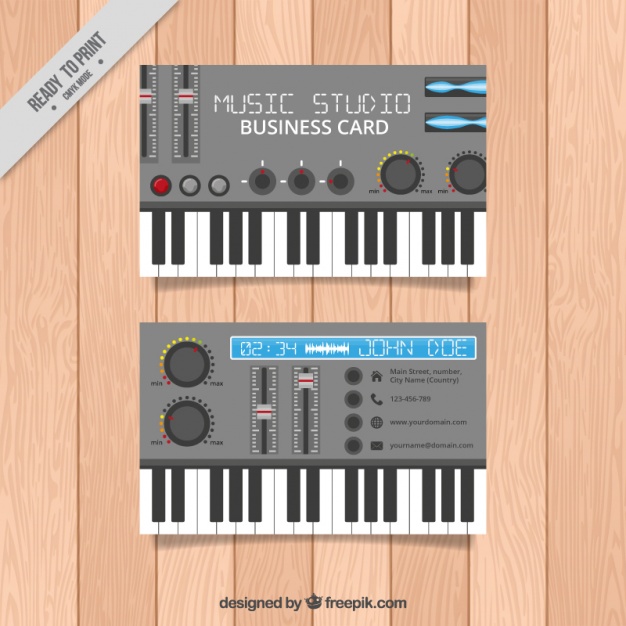 READY TO PRINT
CMYK MODE
MUSIC STUDIO
BUSINESS CARD
min max min
02:34 JOHN DOE
min max
Main Street, number,
City Name (Country)
123-456-789
www.yourdomain.com
min max
yourname@domain.com
designed by freepik.com